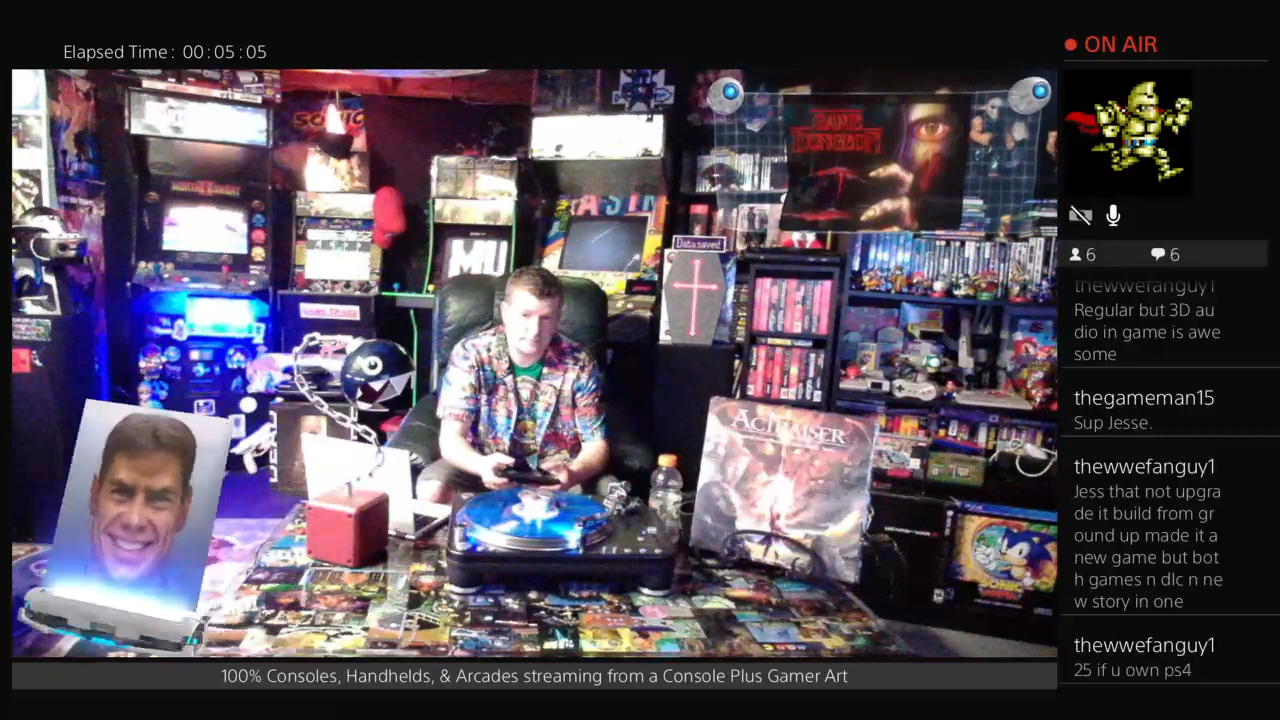 Elapsed Time : 00:05:05
ON AIR
SONIC
MORTAL KOMBAT
GAME DUNGEON
MU
Data saved
6 6
thewwefanguy1
Regular but 3D au
dio in game is awe
some
thegameman15
Sup Jesse.
thewwefanguy1
Jess that not upgra
de it build from gr
ound up made it a
new game but bot
h games n dlc n ne
w story in one
thewwefanguy1
25 if u own ps4
ACTRAISER
100% Consoles, Handhelds, & Arcades streaming from a Console Plus Gamer Art